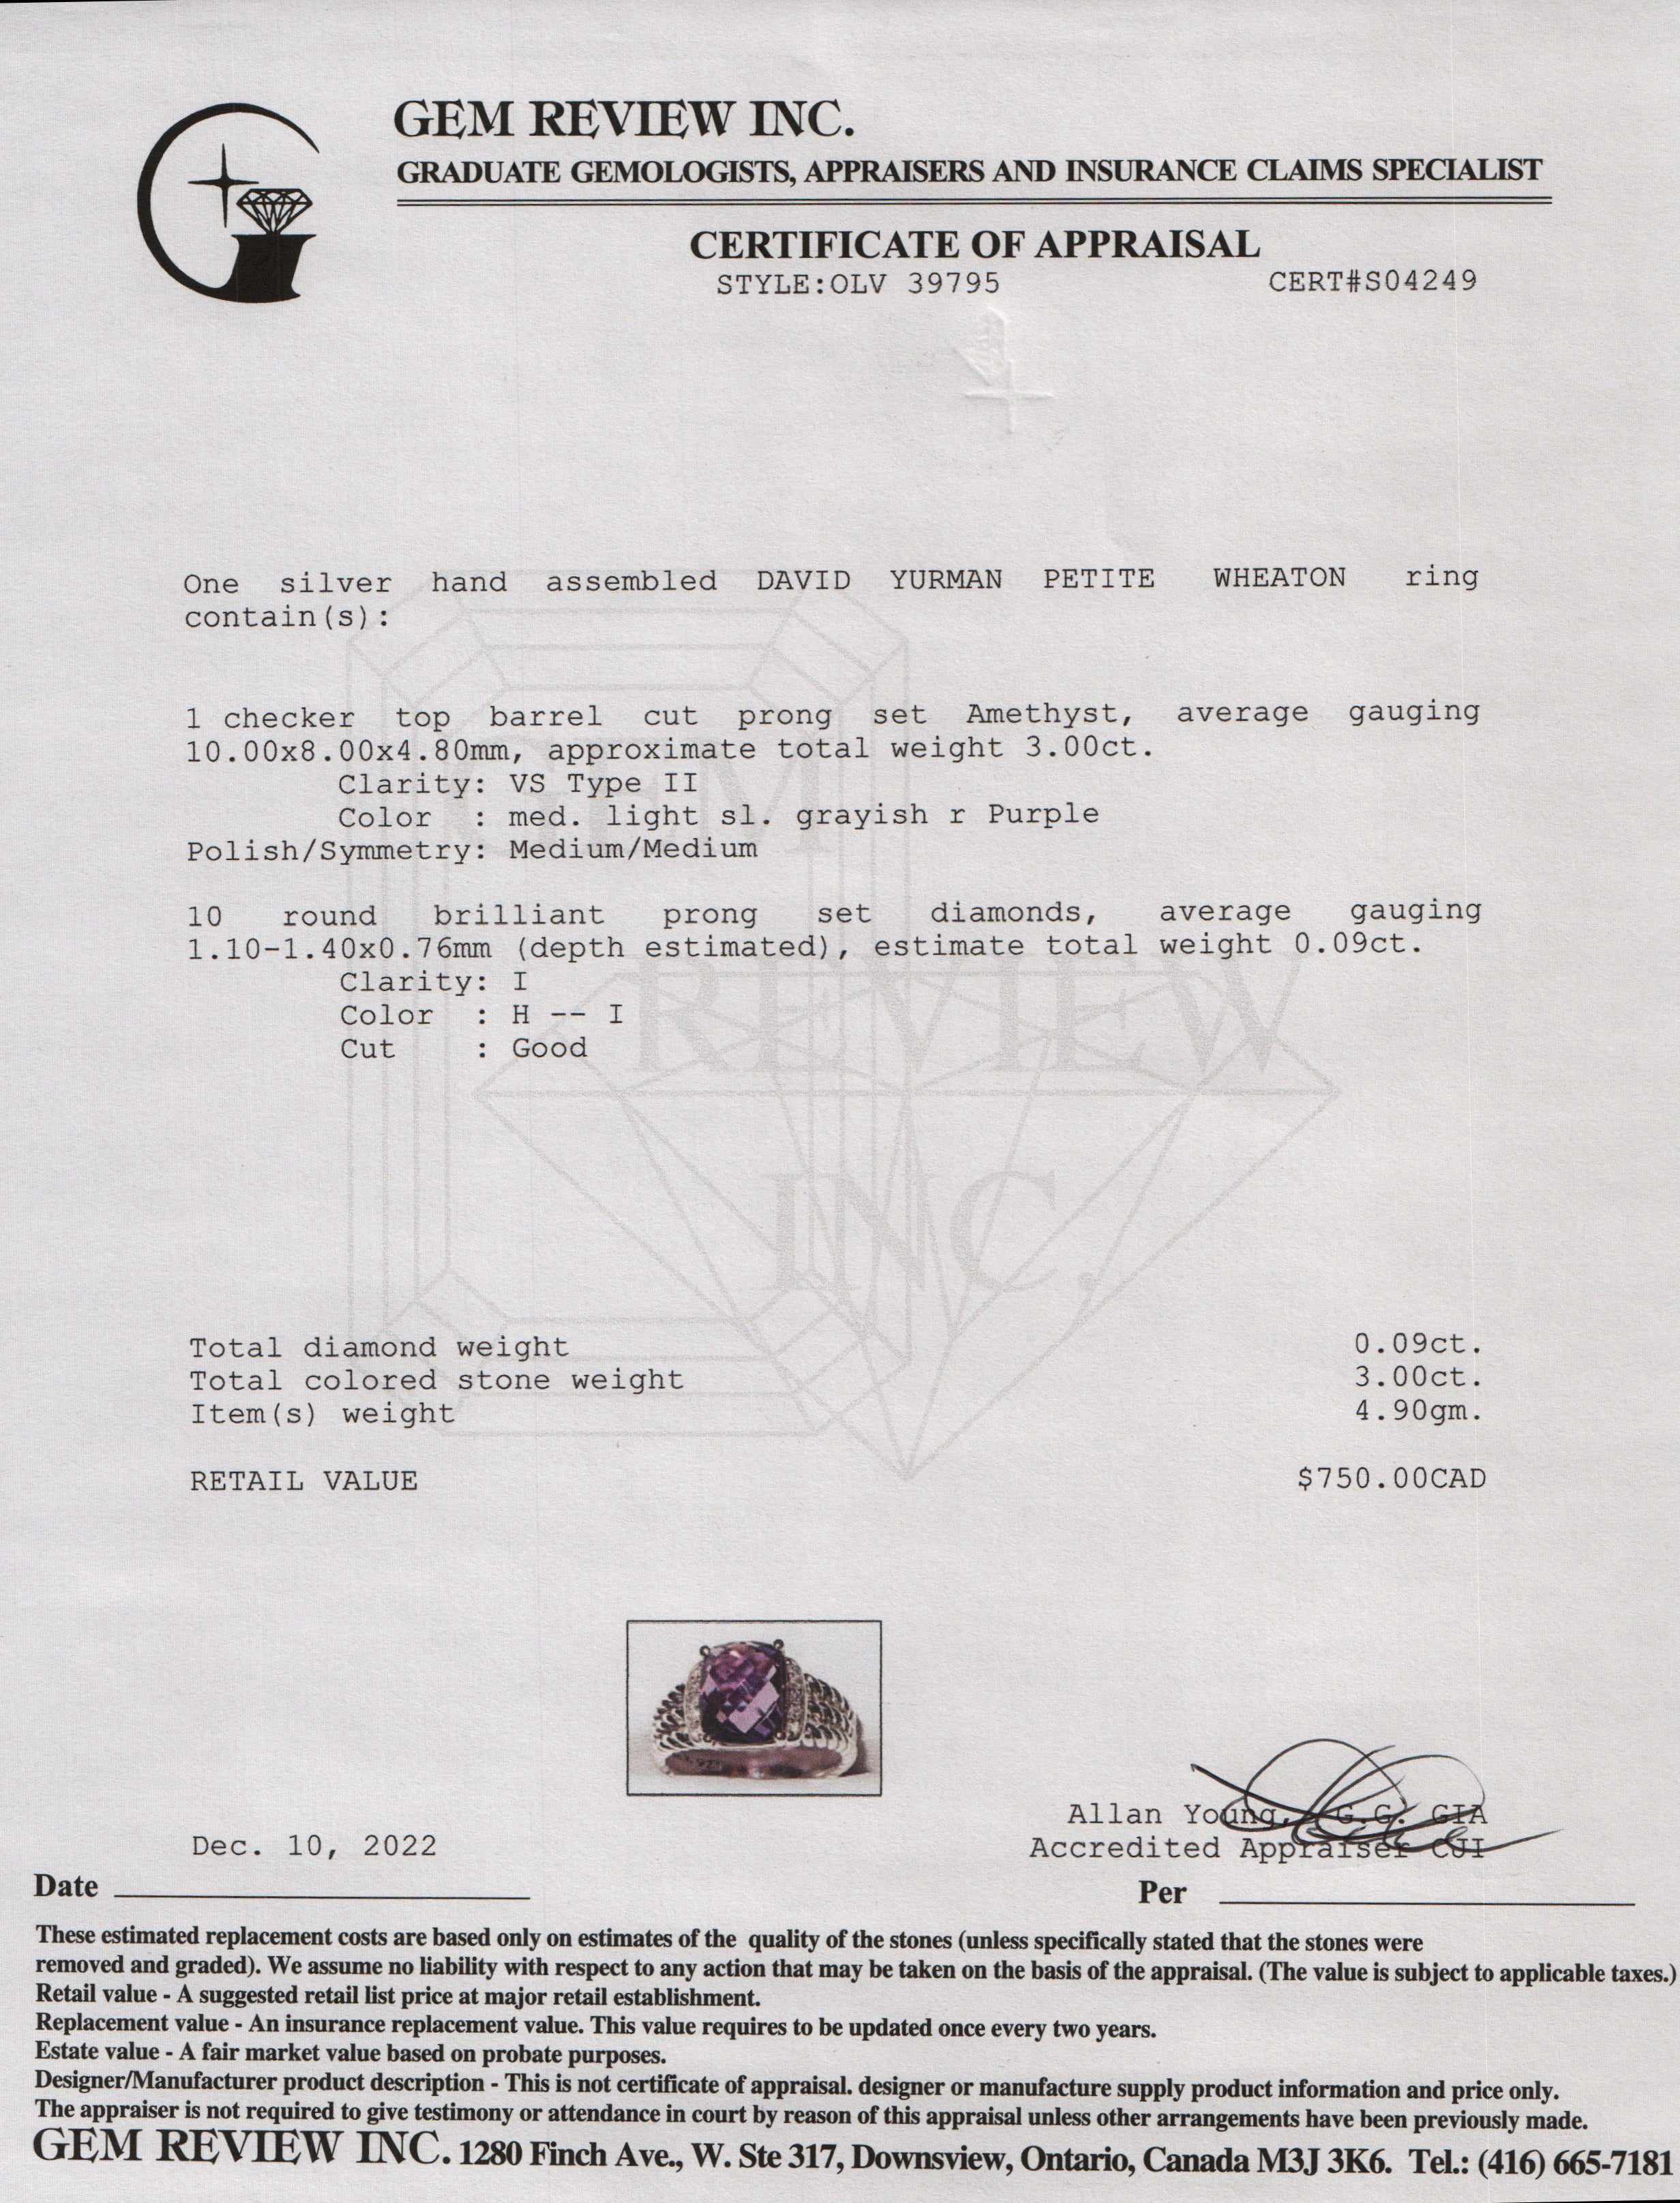 GEM REVIEW INC.
GRADUATE GEMOLOGISTS, APPRAISERS AND INSURANCE CLAIMS SPECIALIST
CERTIFICATE OF APPRAISAL
STYLE:OLV 39795 CERT#S04249
One silver hand assembled DAVID YURMAN PETITE WHEATON ring
contain(s):
1 checker top barrel cut prong set Amethyst, average gauging
10.00x8.00x4.80mm, approximate total weight 3.00ct.
Clarity: VS Type II
Color : med. light sl. grayish r Purple
Polish/Symmetry: Medium/Medium
10 round brilliant prong set diamonds, average gauging
1.10-1.40x0.76mm (depth estimated), estimate total weight 0.09ct.
Clarity: I
Color : H -- I
Cut : Good
GEM
REVIEW
INC.
Total diamond weight 0.09ct.
Total colored stone weight 3.00ct.
Item(s) weight 4.90gm.
RETAIL VALUE $750.00CAD
Allan Young, G.G. GIA
Dec. 10, 2022 Accredited Appraiser CJI
Date Per
These estimated replacement costs are based only on estimates of the quality of the stones (unless specifically stated that the stones were
removed and graded). We assume no liability with respect to any action that may be taken on the basis of the appraisal. (The value is subject to applicable taxes.)
Retail value - A suggested retail list price at major retail establishment.
Replacement value - An insurance replacement value. This value requires to be updated once every two years.
Estate value - A fair market value based on probate purposes.
Designer/Manufacturer product description - This is not certificate of appraisal. designer or manufacture supply product information and price only.
The appraiser is not required to give testimony or attendance in court by reason of this appraisal unless other arrangements have been previously made.
GEM REVIEW INC. 1280 Finch Ave., W. Ste 317, Downsview, Ontario, Canada M3J 3K6. Tel.: (416) 665-7181